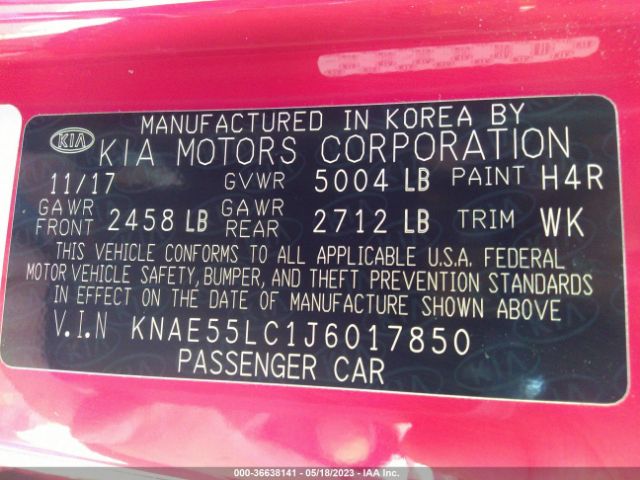 MANUFACTURED IN KOREA BY
KIA KIA MOTORS CORPORATION
11/17 GVWR 5004 LB PAINT H4R
GAWR FRONT 2458 LB GAWR REAR 2712 LB TRIM WK
THIS VEHICLE CONFORMS TO ALL APPLICABLE U.S.A. FEDERAL
MOTOR VEHICLE SAFETY, BUMPER, AND THEFT PREVENTION STANDARDS
IN EFFECT ON THE DATE OF MANUFACTURE SHOWN ABOVE
V.I.N KNAE55LC1J6017850
PASSENGER CAR
000-36638141 - 05/18/2023 - IAA Inc.